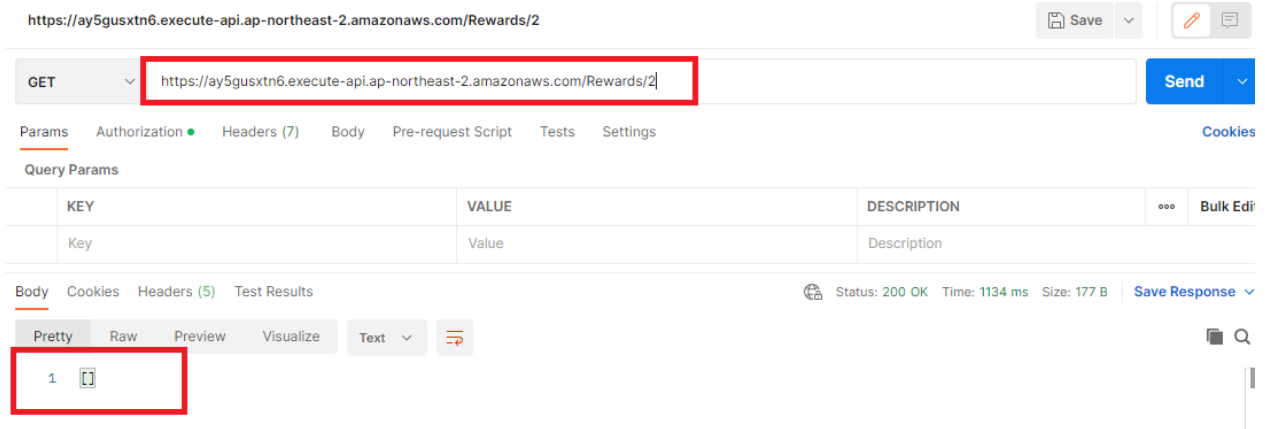 https://ay5gusxtn6.execute-api.ap-northeast-2.amazonaws.com/Rewards/2 Save
GET https://ay5gusxtn6.execute-api.ap-northeast-2.amazonaws.com/Rewards/2 Send
Params Authorization Headers (7) Body Pre-request Script Tests Settings Cookies
Query Params
KEY VALUE DESCRIPTION Bulk Edit
Key Value Description
Body Cookies Headers (5) Test Results Status: 200 OK Time: 1134 ms Size: 177 B Save Response
Pretty Raw Preview Visualize Text
1 []